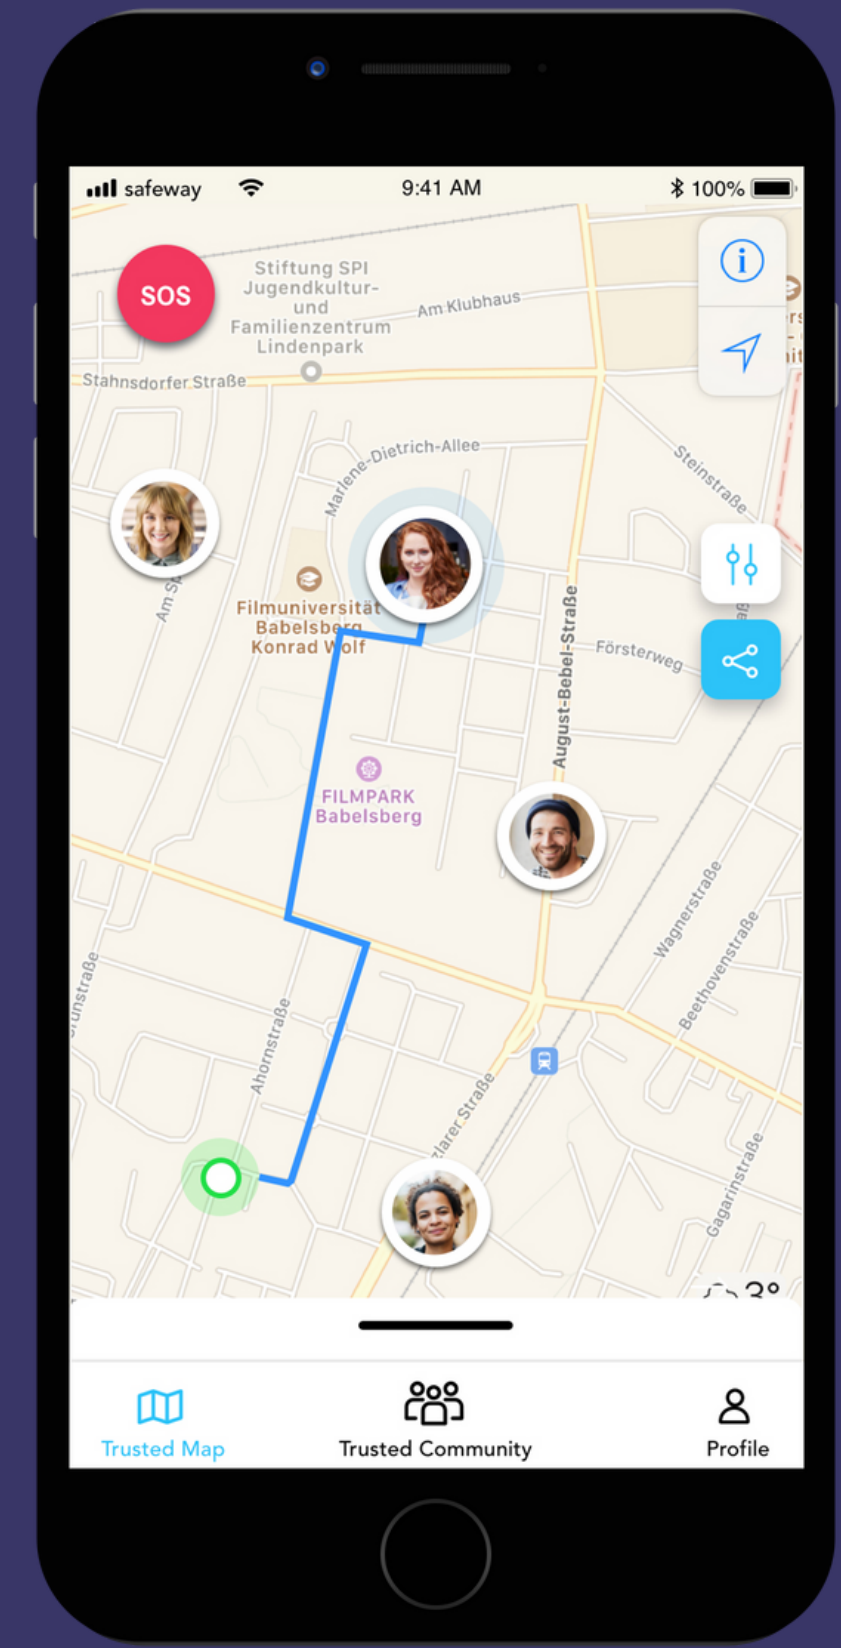 safeway
9:41 AM
100%
SOS
Stiftung SPI
Jugendkultur-
und
Familienzentrum
Lindenpark
Am Klubhaus
Stahnsdorfer Straße
Marlene-Dietrich-Allee
Steinstraße
Filmuniversität
Babelsberg
Konrad Wolf
August-Bebel-Straße
Försterweg
FILMPARK
Babelsberg
Wagnerstraße
Beethovenstraße
Ahornstraße
Gagarinstraße
3°
Trusted Map
Trusted Community
Profile